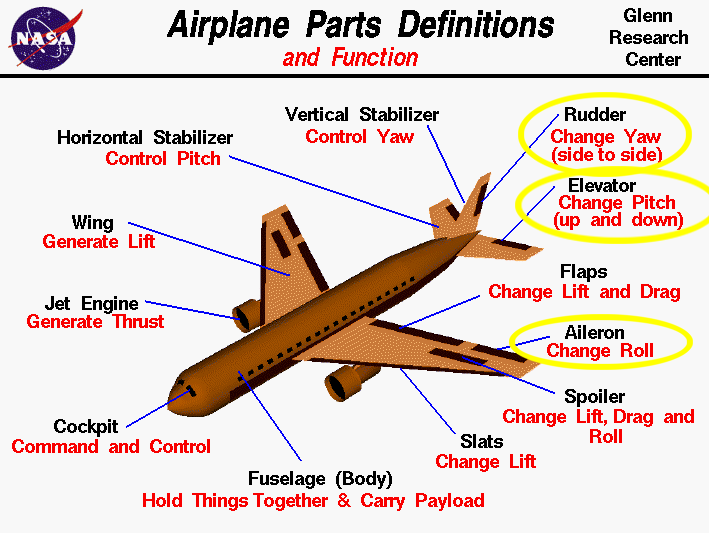 NASA
Airplane Parts Definitions
and Function
Glenn
Research
Center
Vertical Stabilizer
Control Yaw
Rudder
Change Yaw
(side to side)
Horizontal Stabilizer
Control Pitch
Elevator
Change Pitch
(up and down)
Wing
Generate Lift
Flaps
Change Lift and Drag
Jet Engine
Generate Thrust
Aileron
Change Roll
Spoiler
Change Lift, Drag and
Roll
Cockpit
Command and Control
Slats
Change Lift
Fuselage (Body)
Hold Things Together & Carry Payload